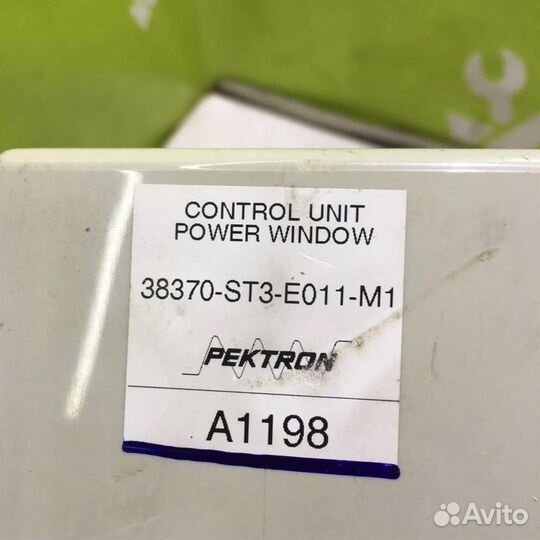 CONTROL UNIT
POWER WINDOW
38370-ST3-E011-M1
PEKTRON
A1198
Avito